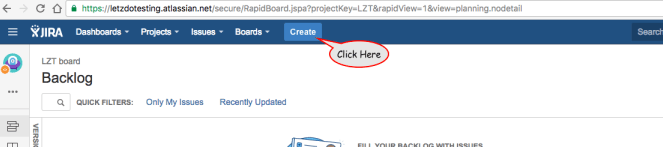 https://letzdotesting.atlassian.net/secure/RapidBoard.jspa?projectKey=LZT&rapidView=1&view=planning.nodetail
JIRA Dashboards Projects Issues Boards Create Search
Click Here
LZT board
Backlog
QUICK FILTERS: Only My Issues Recently Updated
VERSI
FILL YOUR BACKLOG WITH ISSUES